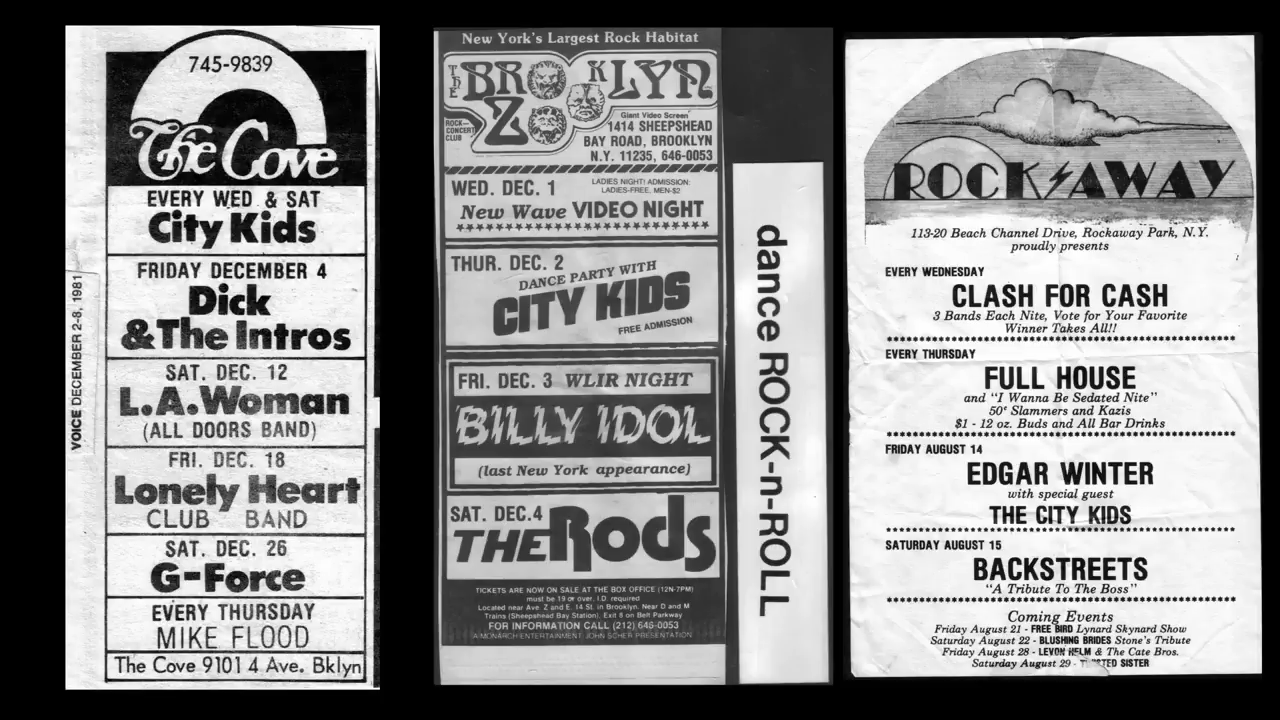 745-9839
The Cove
EVERY WED & SAT
City Kids
FRIDAY DECEMBER 4
Dick
&The Intros
SAT. DEC. 12
L.A.Woman
(ALL DOORS BAND)
FRI. DEC. 18
Lonely Heart
CLUB BAND
SAT. DEC. 26
G-Force
EVERY THURSDAY
MIKE FLOOD
The Cove 9101 4 Ave. Bklyn
VOICE DECEMBER 2-8, 1981
New York's Largest Rock Habitat
THE BROOKLYN
ZOO
ROCK—
CONCERT
CLUB
Giant Video Screen
1414 SHEEPSHEAD
BAY ROAD, BROOKLYN
N.Y. 11235, 646-0053
WED. DEC. 1
LADIES NIGHT! ADMISSION:
LADIES-FREE, MEN-$2
New Wave VIDEO NIGHT
THUR. DEC. 2
DANCE PARTY WITH
CITY KIDS
FREE ADMISSION
FRI. DEC. 3 WLIR NIGHT
BILLY IDOL
(last New York appearance)
SAT. DEC.4
THE Rods
TICKETS ARE NOW ON SALE AT THE BOX OFFICE (12N-7PM)
must be 19 or over. I.D. required
Located near Ave. Z and E. 14 St. in Brooklyn. Near D and M
Trains (Sheepshead Bay Station). Exit 8 on Belt Parkway
FOR INFORMATION CALL (212) 646-0053
A MONARCH ENTERTAINMENT/JOHN SCHER PRESENTATION
dance ROCK-n-ROLL
ROCK AWAY
113-20 Beach Channel Drive, Rockaway Park, N.Y.
proudly presents
EVERY WEDNESDAY
CLASH FOR CASH
3 Bands Each Nite, Vote for Your Favorite
Winner Takes All!!
EVERY THURSDAY
FULL HOUSE
and "I Wanna Be Sedated Nite"
50¢ Slammers and Kazis
$1 - 12 oz. Buds and All Bar Drinks
FRIDAY AUGUST 14
EDGAR WINTER
with special guest
THE CITY KIDS
SATURDAY AUGUST 15
BACKSTREETS
"A Tribute To The Boss"
Coming Events
Friday August 21 - FREE BIRD Lynard Skynard Show
Saturday August 22 - BLUSHING BRIDES Stone's Tribute
Friday August 28 - LEVON HELM & The Cate Bros.
Saturday August 29 - TWISTED SISTER